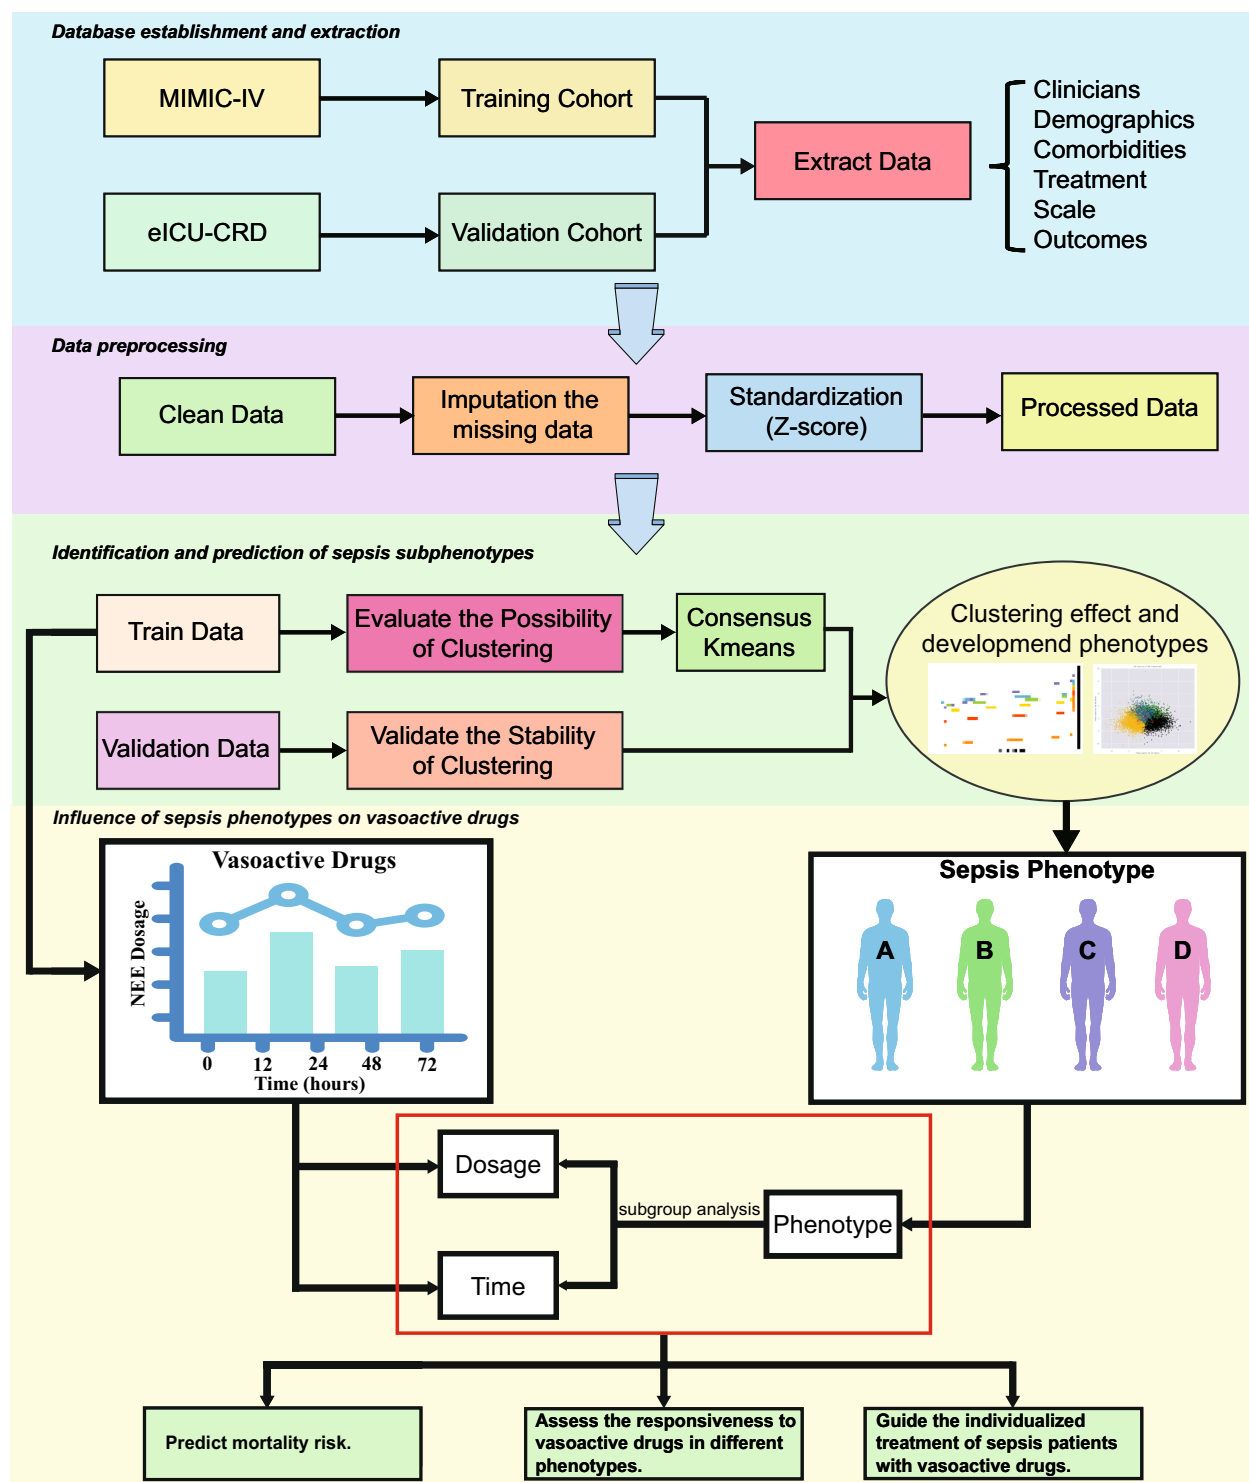 Database establishment and extraction
MIMIC-IV
Training Cohort
eICU-CRD
Validation Cohort
Extract Data
Clinicians
Demographics
Comorbidities
Treatment
Scale
Outcomes
Data preprocessing
Clean Data
Imputation the
missing data
Standardization
(Z-score)
Processed Data
Identification and prediction of sepsis subphenotypes
Train Data
Evaluate the Possibility
of Clustering
Consensus
Kmeans
Validation Data
Validate the Stability
of Clustering
Clustering effect and
developmend phenotypes
Influence of sepsis phenotypes on vasoactive drugs
Vasoactive Drugs
NEE Dosage
0 12 24 48 72
Time (hours)
Sepsis Phenotype
A B C D
Dosage
Time
subgroup analysis
Phenotype
Predict mortality risk.
Assess the responsiveness to
vasoactive drugs in different
phenotypes.
Guide the individualized
treatment of sepsis patients
with vasoactive drugs.